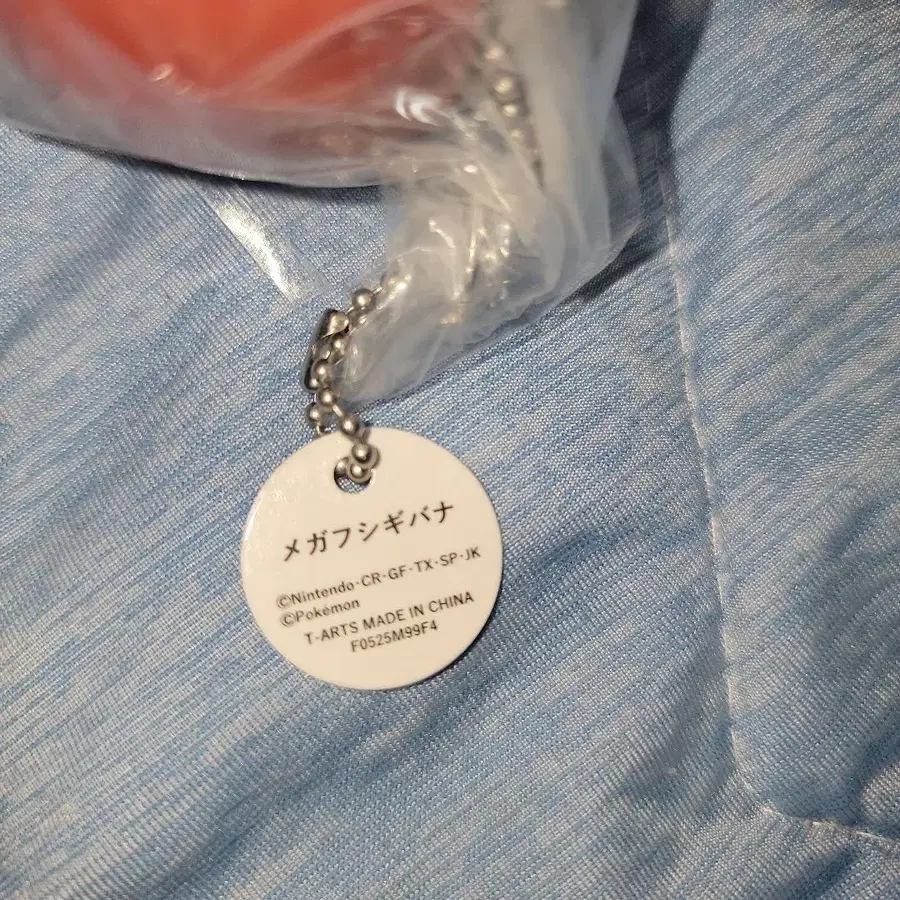 メガフシギバナ
©Nintendo･CR･GF･TX･SP･JK
©Pokémon
T-ARTS MADE IN CHINA
F0525M99F4